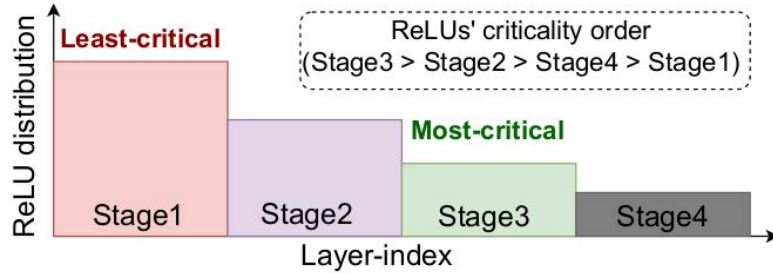 Least-critical
ReLUs' criticality order
(Stage3 > Stage2 > Stage4 > Stage1)
Most-critical
ReLU distribution
Stage1
Stage2
Stage3
Stage4
Layer-index